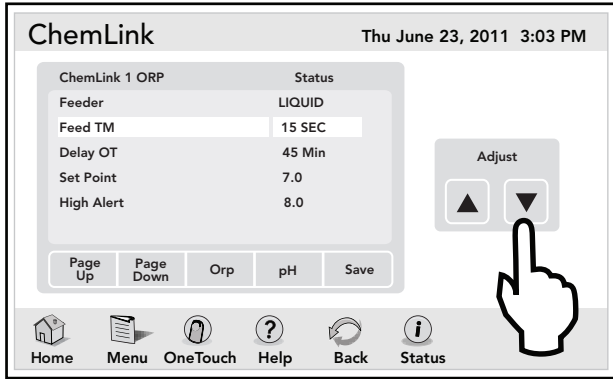 ChemLink Thu June 23, 2011 3:03 PM
ChemLink 1 ORP Status
Feeder LIQUID
Feed TM 15 SEC
Delay OT 45 Min
Set Point 7.0
High Alert 8.0
Adjust
Page Up Page Down Orp pH Save
Home Menu OneTouch Help Back Status